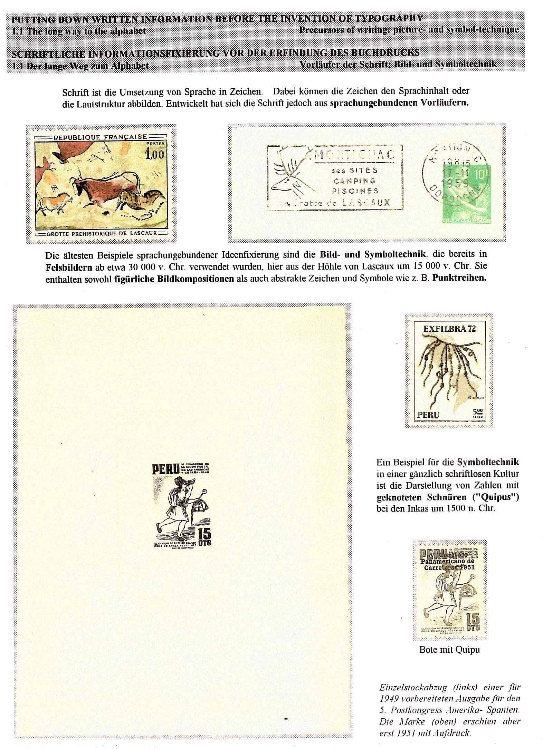 PUTTING DOWN WRITTEN INFORMATION BEFORE THE INVENTION OF TYPOGRAPHY
1.1 The long way to the alphabet Precursors of writing: picture- and symbol-technique
SCHRIFTLICHE INFORMATIONSFIXIERUNG VOR DER ERFINDUNG DES BUCHDRUCKS
1.1 Der lange Weg zum Alphabet Vorläufer der Schrift: Bild- und Symboltechnik
Schrift ist die Umsetzung von Sprache in Zeichen. Dabei können die Zeichen den Sprachinhalt oder
die Lautstruktur abbilden. Entwickelt hat sich die Schrift jedoch aus sprachungebundenen Vorläufern.
REPUBLIQUE FRANÇAISE
POSTES
1,00
GROTTE PREHISTORIQUE DE LASCAUX
MONTIGNAC
ses SITES
CAMPING
PISCINES
grotte de LASCAUX
10F
Die ältesten Beispiele sprachungebundener Ideenfixierung sind die Bild- und Symboltechnik, die bereits in
Felsbildern ab etwa 30 000 v. Chr. verwendet wurden, hier aus der Höhle von Lascaux um 15 000 v. Chr. Sie
enthalten sowohl figürliche Bildkompositionen als auch abstrakte Zeichen und Symbole wie z. B. Punktreihen.
EXFILBRA 72
PERU
Ein Beispiel für die Symboltechnik
in einer gänzlich schriftlosen Kultur
ist die Darstellung von Zahlen mit
geknoteten Schnüren ("Quipus")
bei den Inkas um 1500 n. Chr.
PERU
15
CTS
PERU
Panamericano de
Carreteras 1951
15
CTS
Bote mit Quipu
Einzelstockabzug (links) einer für
1949 vorbereiteten Ausgabe für den
5. Postkongress Amerika- Spanien.
Die Marke (oben) erschien aber
erst 1951 mit Aufdruck.